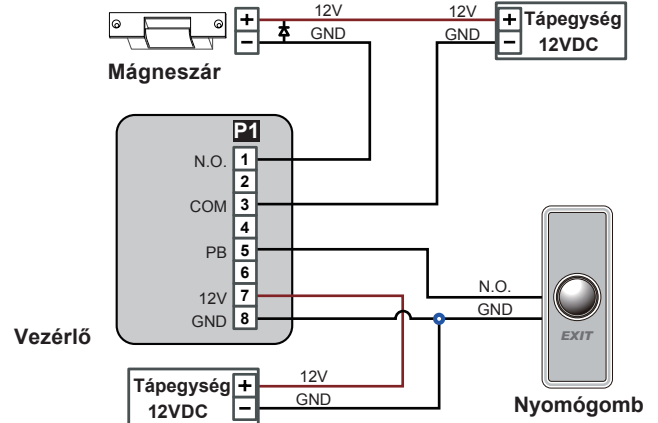 12V 12V
+ + Tápegység
GND GND
− − 12VDC
Mágneszár
P1
N.O. 1
2
COM 3
4
PB 5
6
N.O.
12V 7
GND
GND 8
EXIT
Vezérlő
12V
Tápegység +
GND
12VDC −
Nyomógomb